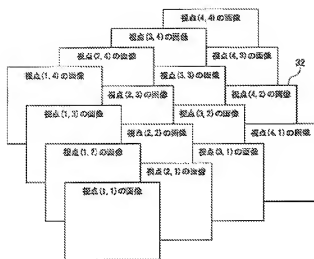 視点(4, 4)の画像
視点(3, 4)の画像
視点(2, 4)の画像
視点(4, 3)の画像
視点(1, 4)の画像
視点(3, 3)の画像
32
視点(2, 3)の画像
視点(4, 2)の画像
視点(1, 3)の画像
視点(3, 2)の画像
視点(2, 2)の画像
視点(4, 1)の画像
視点(1, 2)の画像
視点(3, 1)の画像
視点(2, 1)の画像
視点(1, 1)の画像